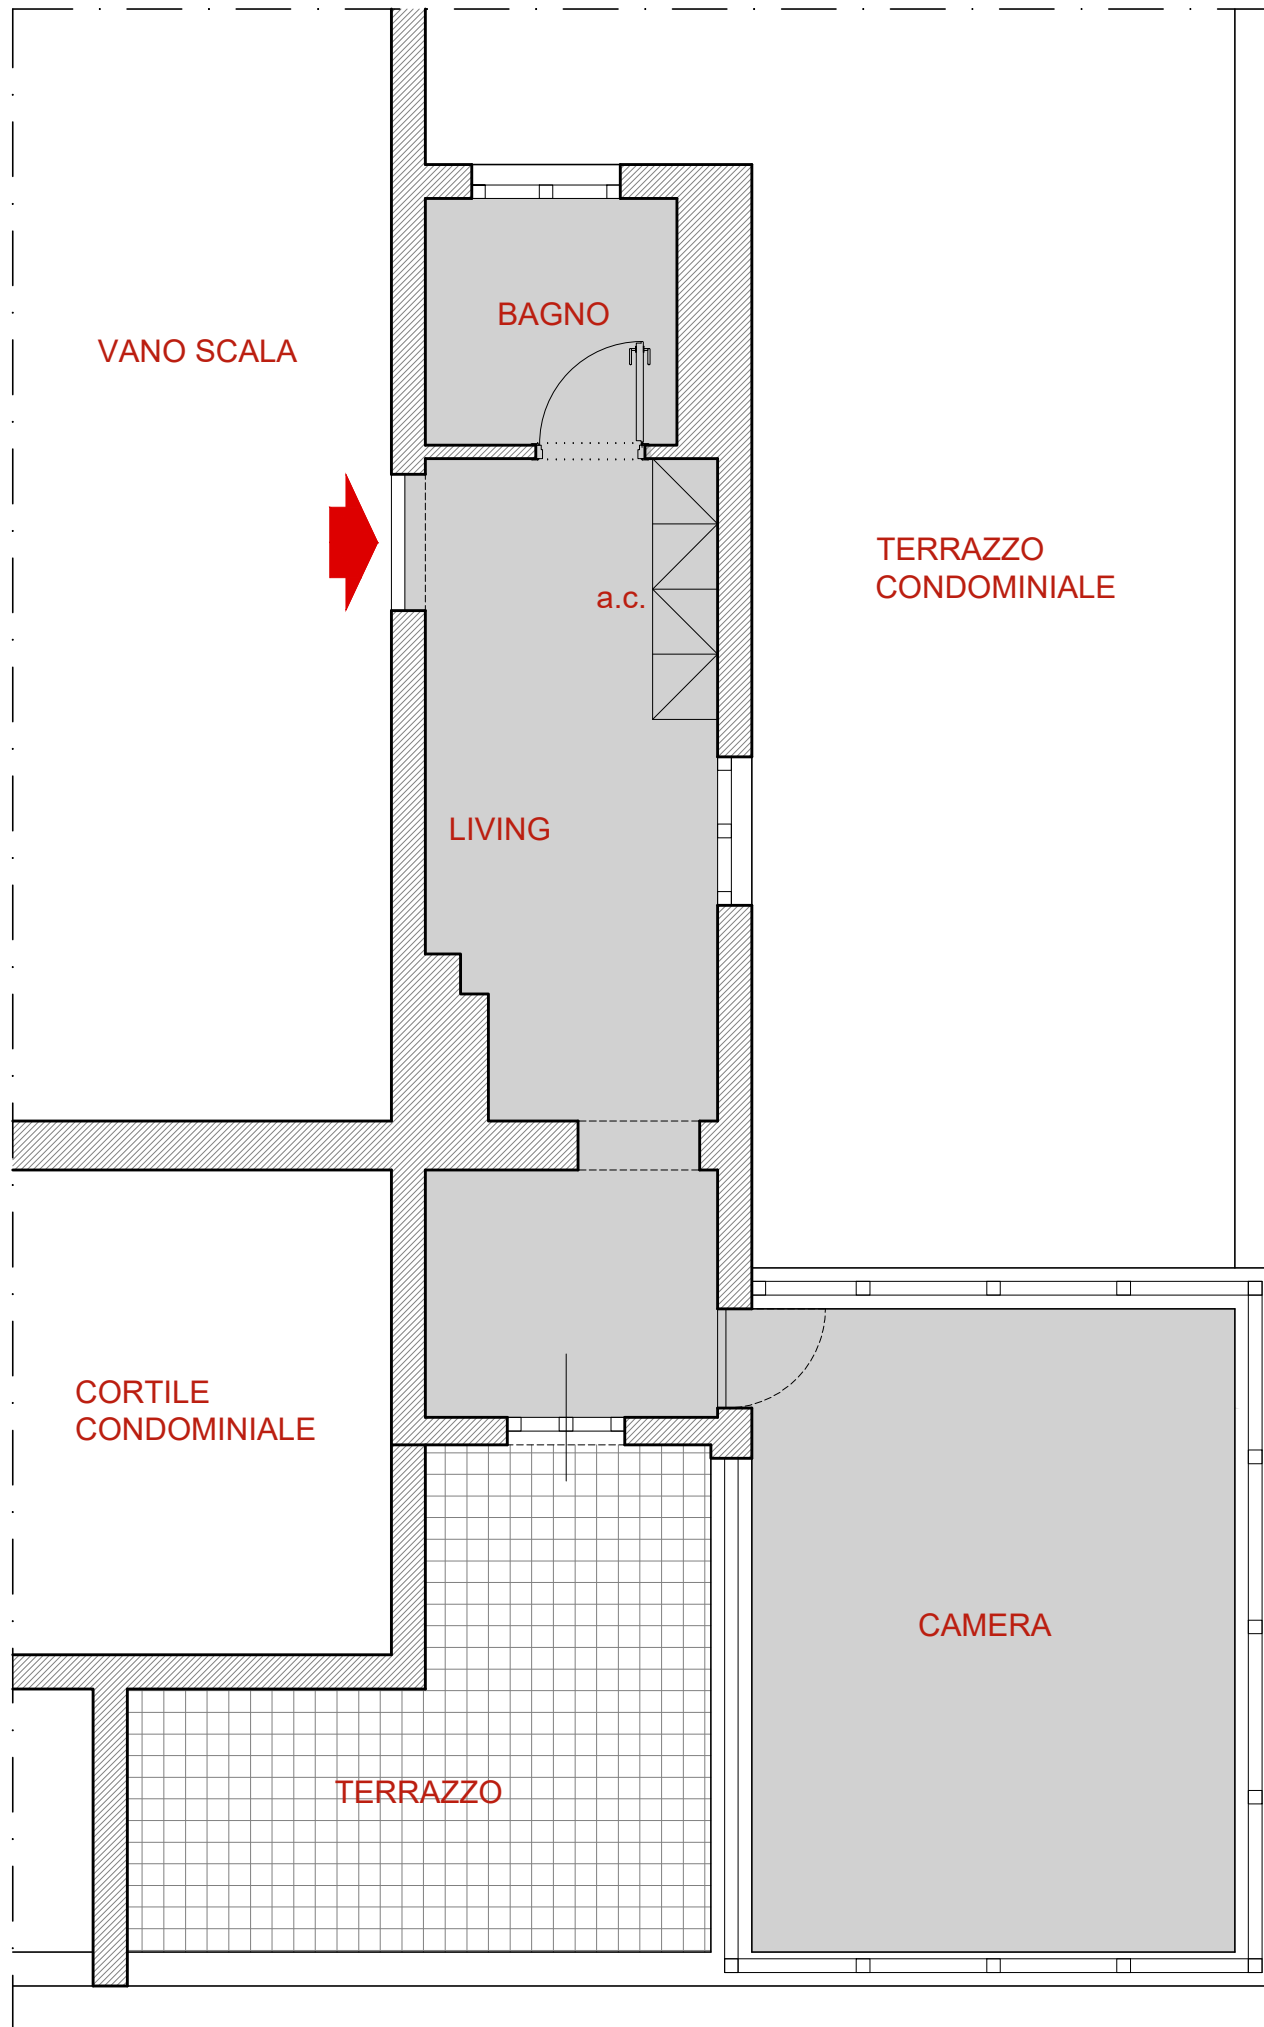 BAGNO
VANO SCALA
TERRAZZO
CONDOMINIALE
a.c.
LIVING
CORTILE
CONDOMINIALE
CAMERA
TERRAZZO